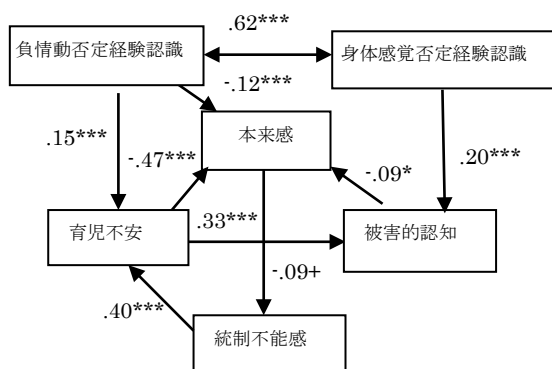 .62***
負情動否定経験認識
身体感覚否定経験認識
-.12***
本来感
.15***
-.47***
-.09*
.20***
育児不安
.33***
被害的認知
-.09+
.40***
統制不能感